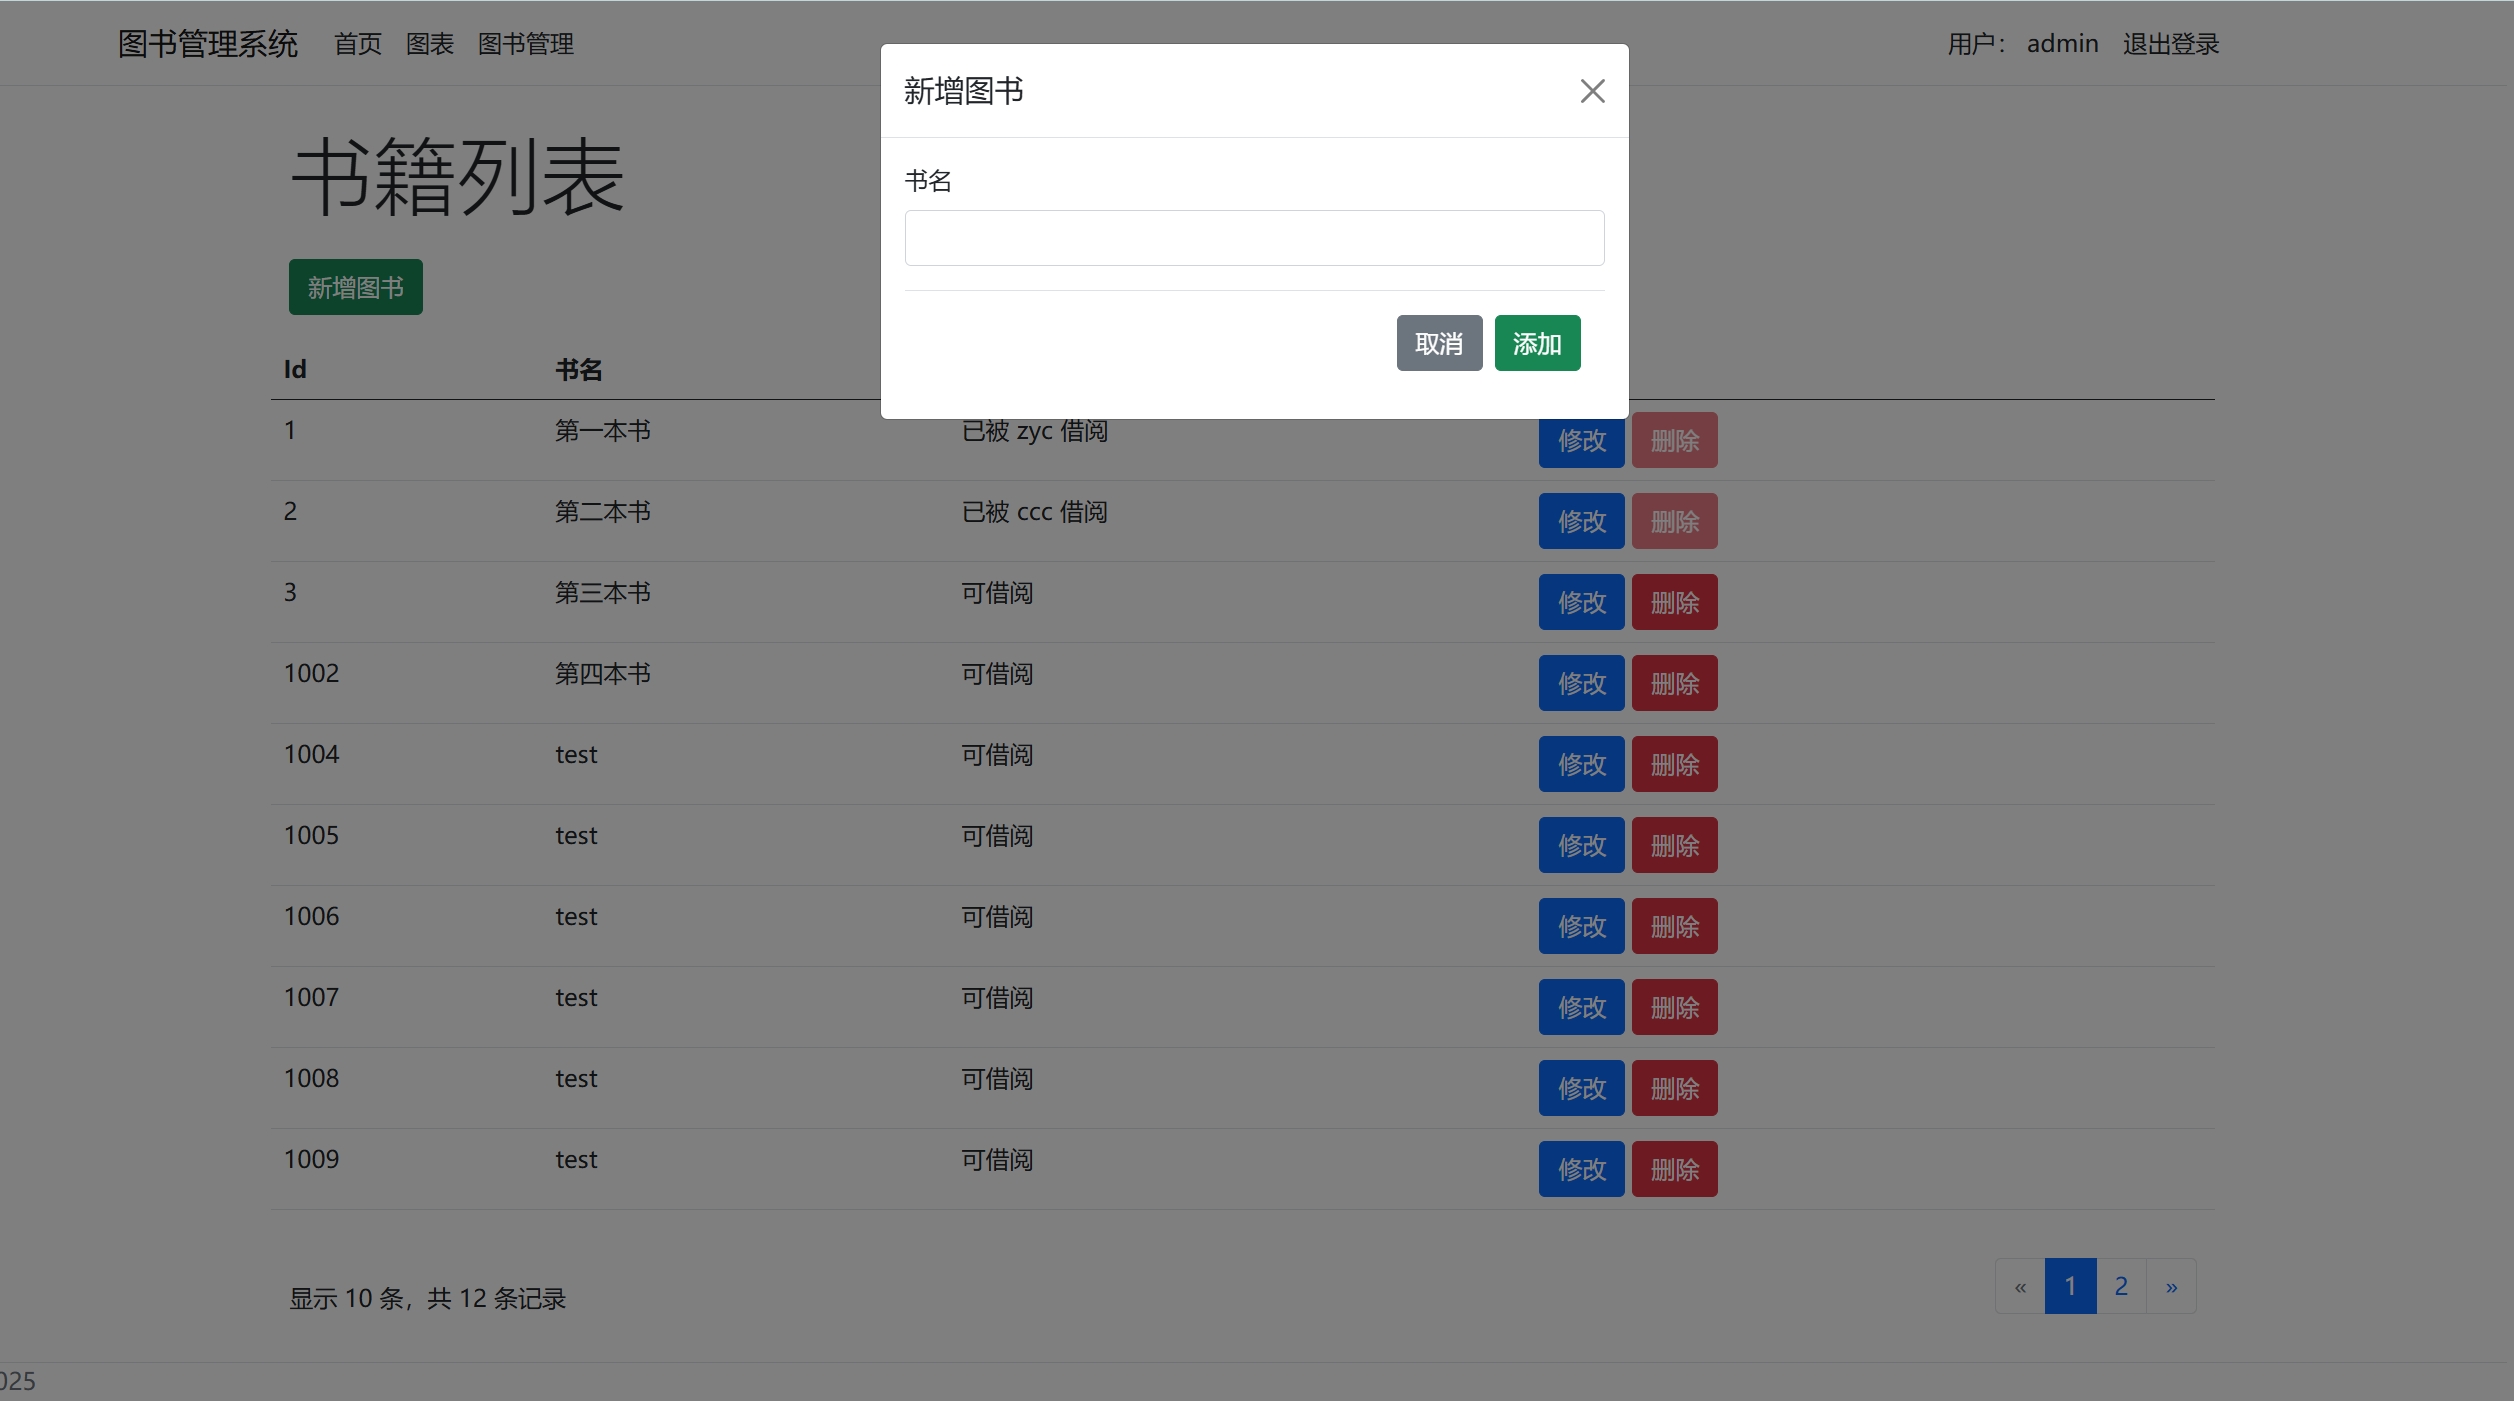 图书管理系统 首页 图表 图书管理 用户： admin 退出登录
新增图书
书名
取消 添加
书籍列表
新增图书
Id 书名
1 第一本书 已被 zyc 借阅 修改 删除
2 第二本书 已被 ccc 借阅 修改 删除
3 第三本书 可借阅 修改 删除
1002 第四本书 可借阅 修改 删除
1004 test 可借阅 修改 删除
1005 test 可借阅 修改 删除
1006 test 可借阅 修改 删除
1007 test 可借阅 修改 删除
1008 test 可借阅 修改 删除
1009 test 可借阅 修改 删除
显示 10 条，共 12 条记录 « 1 2 »
025